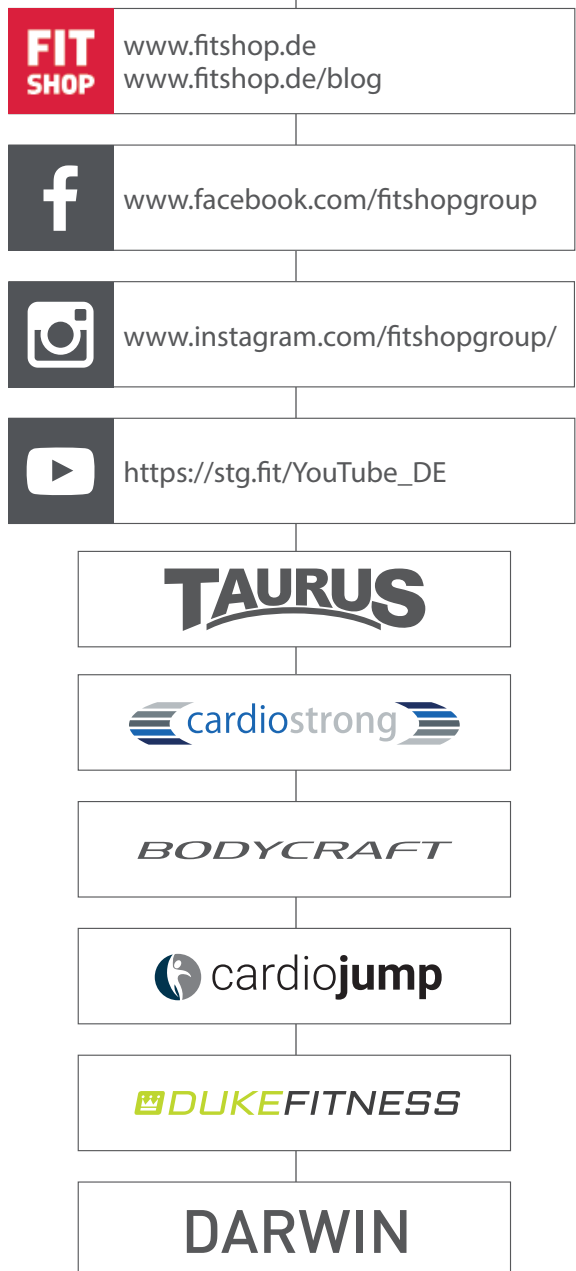 FIT
SHOP
www.fitshop.de
www.fitshop.de/blog
f
www.facebook.com/fitshopgroup
www.instagram.com/fitshopgroup/
https://stg.fit/YouTube_DE
TAURUS
cardiostrong
BODYCRAFT
cardiojump
DUKEFITNESS
DARWIN